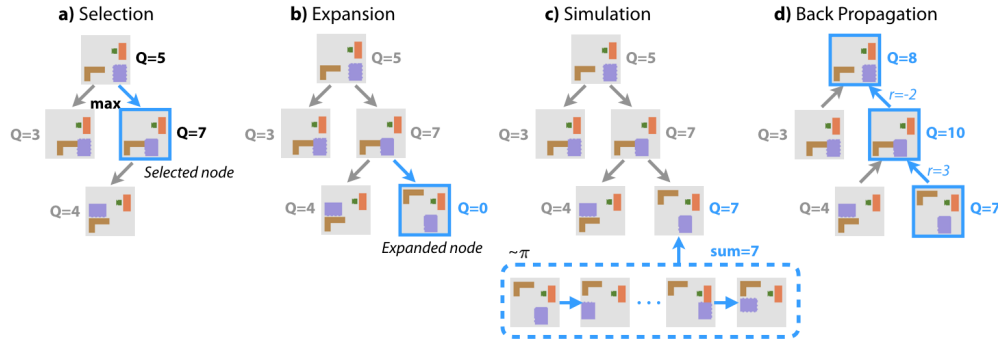 a) Selection
Q=5
max
Q=3
Q=7
Selected node
Q=4
b) Expansion
Q=5
Q=3
Q=7
Q=4
Q=0
Expanded node
c) Simulation
Q=5
Q=3
Q=7
Q=4
Q=7
~π
sum=7
...
d) Back Propagation
Q=8
r=-2
Q=3
Q=10
r=3
Q=4
Q=7